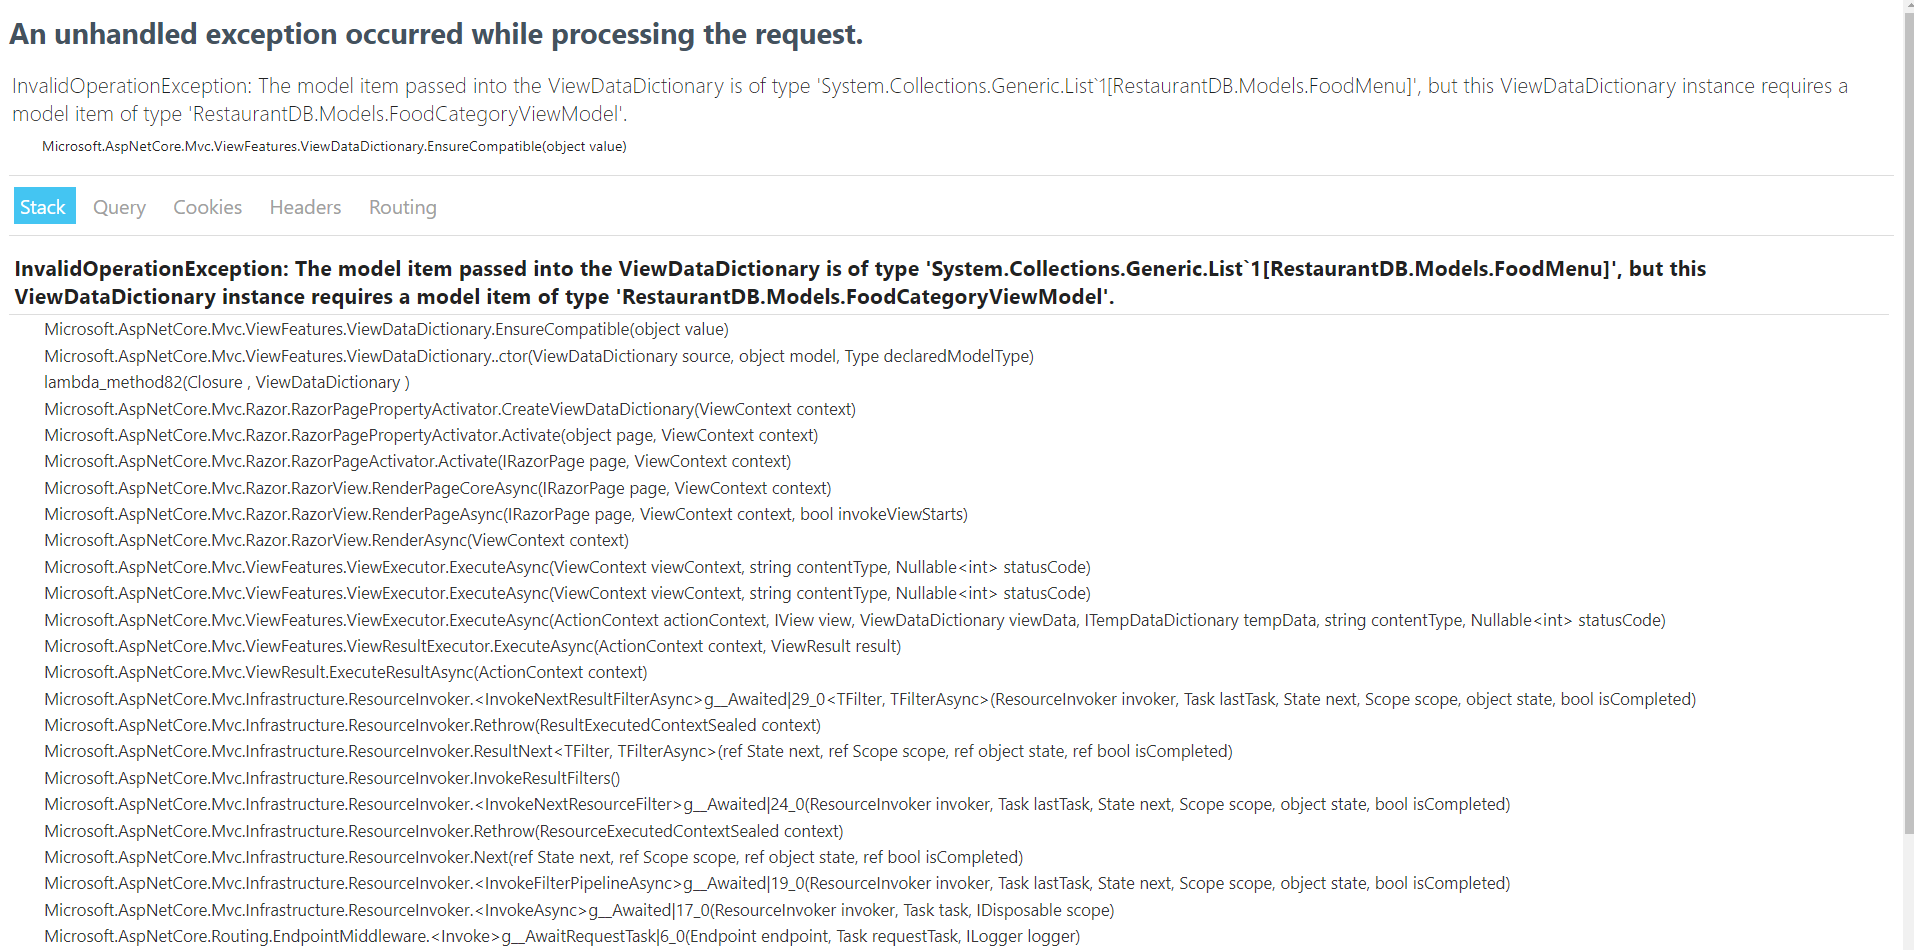 An unhandled exception occurred while processing the request.
InvalidOperationException: The model item passed into the ViewDataDictionary is of type 'System.Collections.Generic.List`1[RestaurantDB.Models.FoodMenu]', but this ViewDataDictionary instance requires a
model item of type 'RestaurantDB.Models.FoodCategoryViewModel'.
Microsoft.AspNetCore.Mvc.ViewFeatures.ViewDataDictionary.EnsureCompatible(object value)
Stack Query Cookies Headers Routing
InvalidOperationException: The model item passed into the ViewDataDictionary is of type 'System.Collections.Generic.List`1[RestaurantDB.Models.FoodMenu]', but this
ViewDataDictionary instance requires a model item of type 'RestaurantDB.Models.FoodCategoryViewModel'.
Microsoft.AspNetCore.Mvc.ViewFeatures.ViewDataDictionary.EnsureCompatible(object value)
Microsoft.AspNetCore.Mvc.ViewFeatures.ViewDataDictionary..ctor(ViewDataDictionary source, object model, Type declaredModelType)
lambda_method82(Closure , ViewDataDictionary )
Microsoft.AspNetCore.Mvc.Razor.RazorPagePropertyActivator.CreateViewDataDictionary(ViewContext context)
Microsoft.AspNetCore.Mvc.Razor.RazorPagePropertyActivator.Activate(object page, ViewContext context)
Microsoft.AspNetCore.Mvc.Razor.RazorPageActivator.Activate(IRazorPage page, ViewContext context)
Microsoft.AspNetCore.Mvc.Razor.RazorView.RenderPageCoreAsync(IRazorPage page, ViewContext context)
Microsoft.AspNetCore.Mvc.Razor.RazorView.RenderPageAsync(IRazorPage page, ViewContext context, bool invokeViewStarts)
Microsoft.AspNetCore.Mvc.Razor.RazorView.RenderAsync(ViewContext context)
Microsoft.AspNetCore.Mvc.ViewFeatures.ViewExecutor.ExecuteAsync(ViewContext viewContext, string contentType, Nullable<int> statusCode)
Microsoft.AspNetCore.Mvc.ViewFeatures.ViewExecutor.ExecuteAsync(ViewContext viewContext, string contentType, Nullable<int> statusCode)
Microsoft.AspNetCore.Mvc.ViewFeatures.ViewExecutor.ExecuteAsync(ActionContext actionContext, IView view, ViewDataDictionary viewData, ITempDataDictionary tempData, string contentType, Nullable<int> statusCode)
Microsoft.AspNetCore.Mvc.ViewFeatures.ViewResultExecutor.ExecuteAsync(ActionContext context, ViewResult result)
Microsoft.AspNetCore.Mvc.ViewResult.ExecuteResultAsync(ActionContext context)
Microsoft.AspNetCore.Mvc.Infrastructure.ResourceInvoker.<InvokeNextResultFilterAsync>g__Awaited|29_0<TFilter, TFilterAsync>(ResourceInvoker invoker, Task lastTask, State next, Scope scope, object state, bool isCompleted)
Microsoft.AspNetCore.Mvc.Infrastructure.ResourceInvoker.Rethrow(ResultExecutedContextSealed context)
Microsoft.AspNetCore.Mvc.Infrastructure.ResourceInvoker.ResultNext<TFilter, TFilterAsync>(ref State next, ref Scope scope, ref object state, ref bool isCompleted)
Microsoft.AspNetCore.Mvc.Infrastructure.ResourceInvoker.InvokeResultFilters()
Microsoft.AspNetCore.Mvc.Infrastructure.ResourceInvoker.<InvokeNextResourceFilter>g__Awaited|24_0(ResourceInvoker invoker, Task lastTask, State next, Scope scope, object state, bool isCompleted)
Microsoft.AspNetCore.Mvc.Infrastructure.ResourceInvoker.Rethrow(ResourceExecutedContextSealed context)
Microsoft.AspNetCore.Mvc.Infrastructure.ResourceInvoker.Next(ref State next, ref Scope scope, ref object state, ref bool isCompleted)
Microsoft.AspNetCore.Mvc.Infrastructure.ResourceInvoker.<InvokeFilterPipelineAsync>g__Awaited|19_0(ResourceInvoker invoker, Task lastTask, State next, Scope scope, object state, bool isCompleted)
Microsoft.AspNetCore.Mvc.Infrastructure.ResourceInvoker.<InvokeAsync>g__Awaited|17_0(ResourceInvoker invoker, Task task, IDisposable scope)
Microsoft.AspNetCore.Routing.EndpointMiddleware.<Invoke>g__AwaitRequestTask|6_0(Endpoint endpoint, Task requestTask, ILogger logger)